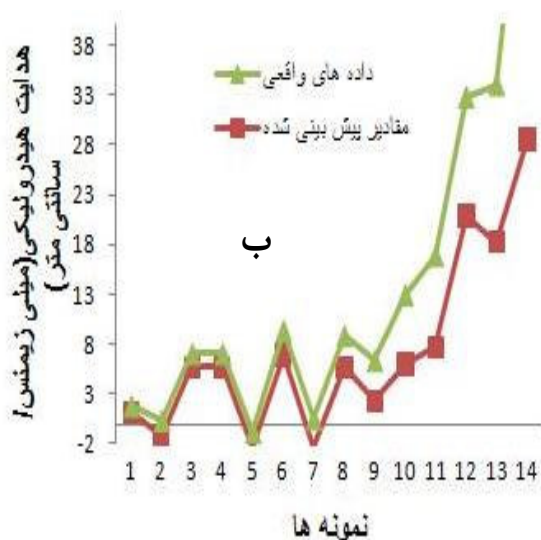 38
33
28
23
18
13
8
3
-2
هدایت هیدرولیکی(میلی زیمنس/
سانتی متر)
داده های واقعی
مقادیر پیش بینی شده
ب
1 2 3 4 5 6 7 8 9 10 11 12 13 14
نمونه ها